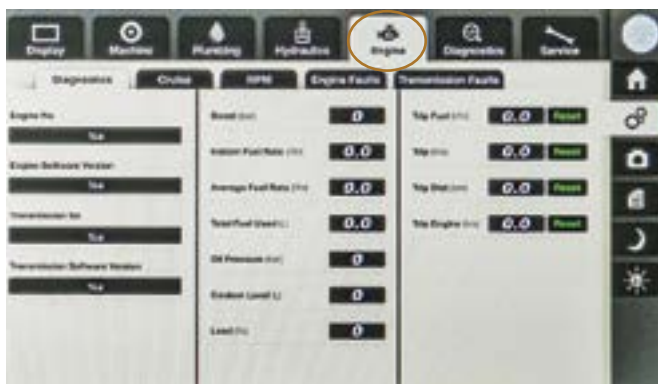 Display
Machine
Plumbing
Hydraulics
Engine
Diagnostics
Service
Diagnostics
Cruise
RPM
Engine Faults
Transmission Faults
Engine No
Engine Software Version
Transmission No
Transmission Software Version
Boost (bar)
0
Instant Fuel Rate
0.0
Average Fuel Rate
0.0
Total Fuel Used
0.0
Oil Pressure (bar)
0
Coolant Level
0
Load
0
Trip Fuel
0.0
Reset
Trip
0.0
Reset
Trip Dist
0.0
Reset
Trip Engine
0.0
Reset